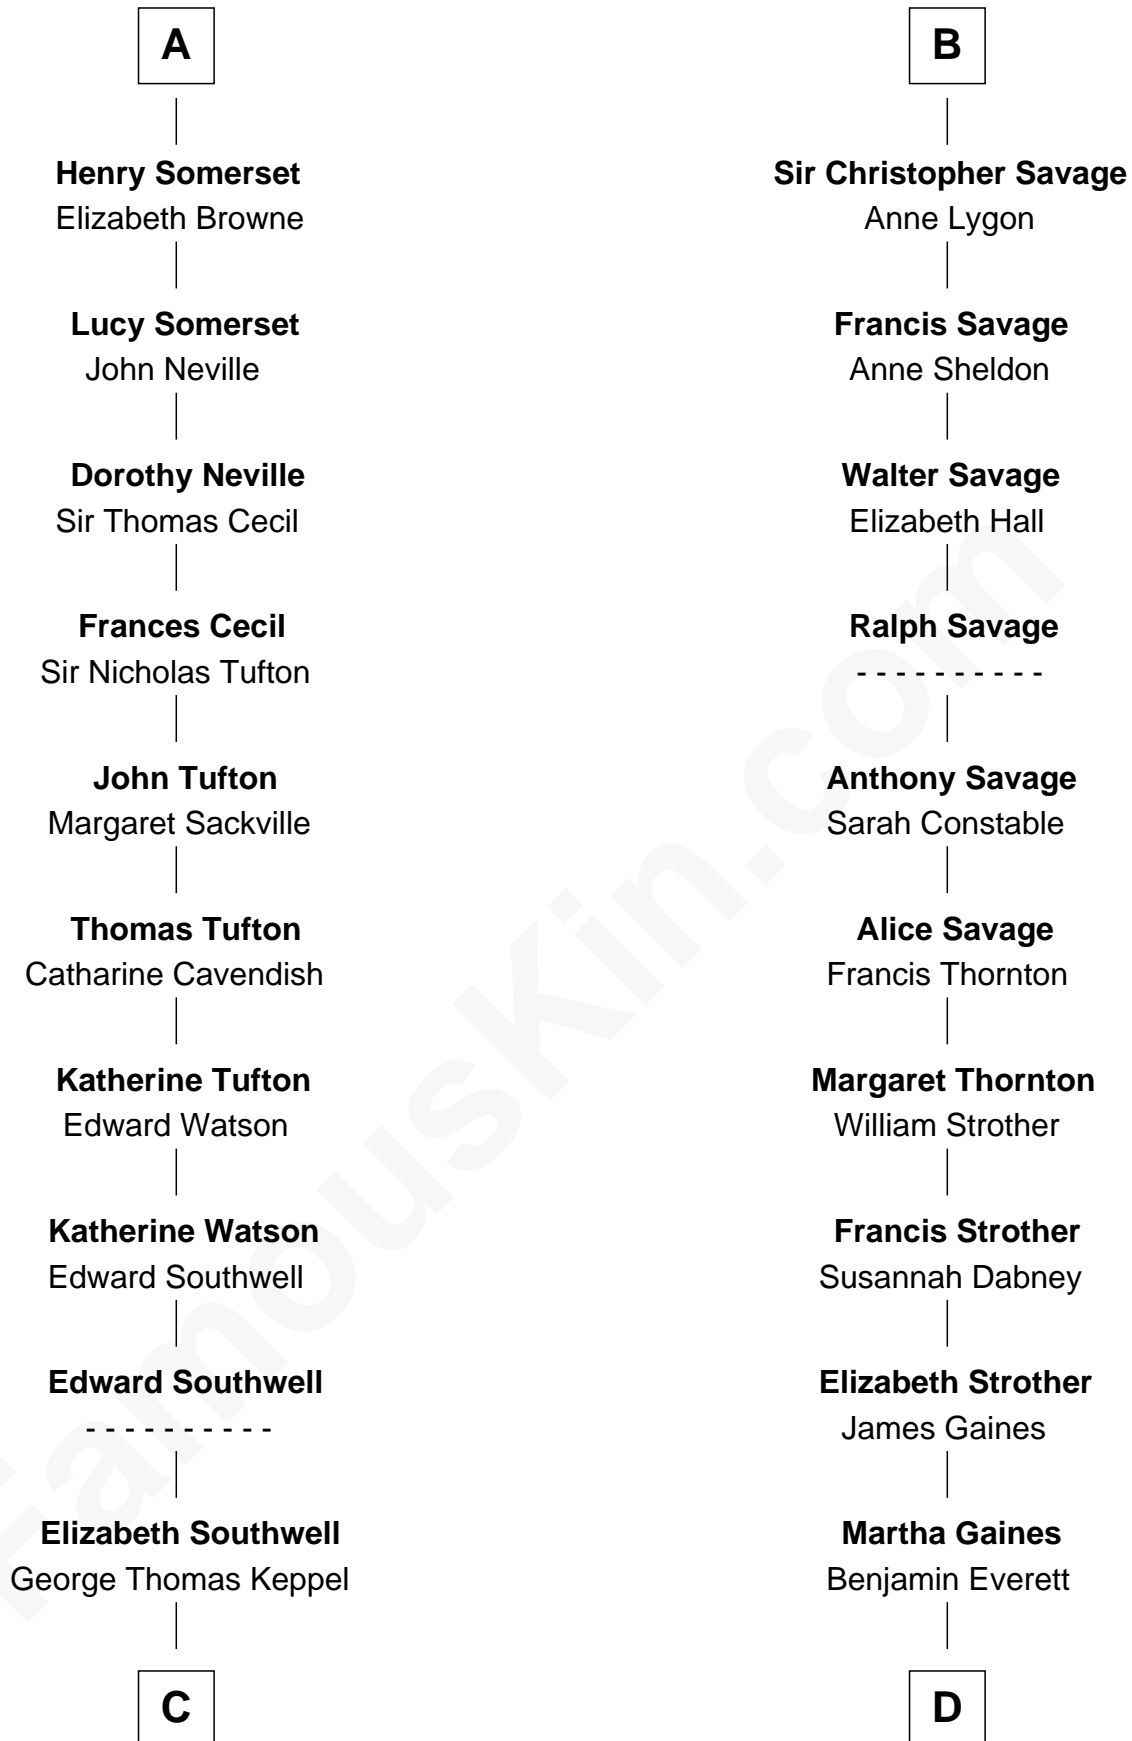 A
Henry Somerset
Elizabeth Browne
Lucy Somerset
John Neville
Dorothy Neville
Sir Thomas Cecil
Frances Cecil
Sir Nicholas Tufton
John Tufton
Margaret Sackville
Thomas Tufton
Catharine Cavendish
Katherine Tufton
Edward Watson
Katherine Watson
Edward Southwell
Edward Southwell
- - - - - - - - - -
Elizabeth Southwell
George Thomas Keppel
C
B
Sir Christopher Savage
Anne Lygon
Francis Savage
Anne Sheldon
Walter Savage
Elizabeth Hall
Ralph Savage
- - - - - - - - - -
Anthony Savage
Sarah Constable
Alice Savage
Francis Thornton
Margaret Thornton
William Strother
Francis Strother
Susannah Dabney
Elizabeth Strother
James Gaines
Martha Gaines
Benjamin Everett
D
FamousKin.com